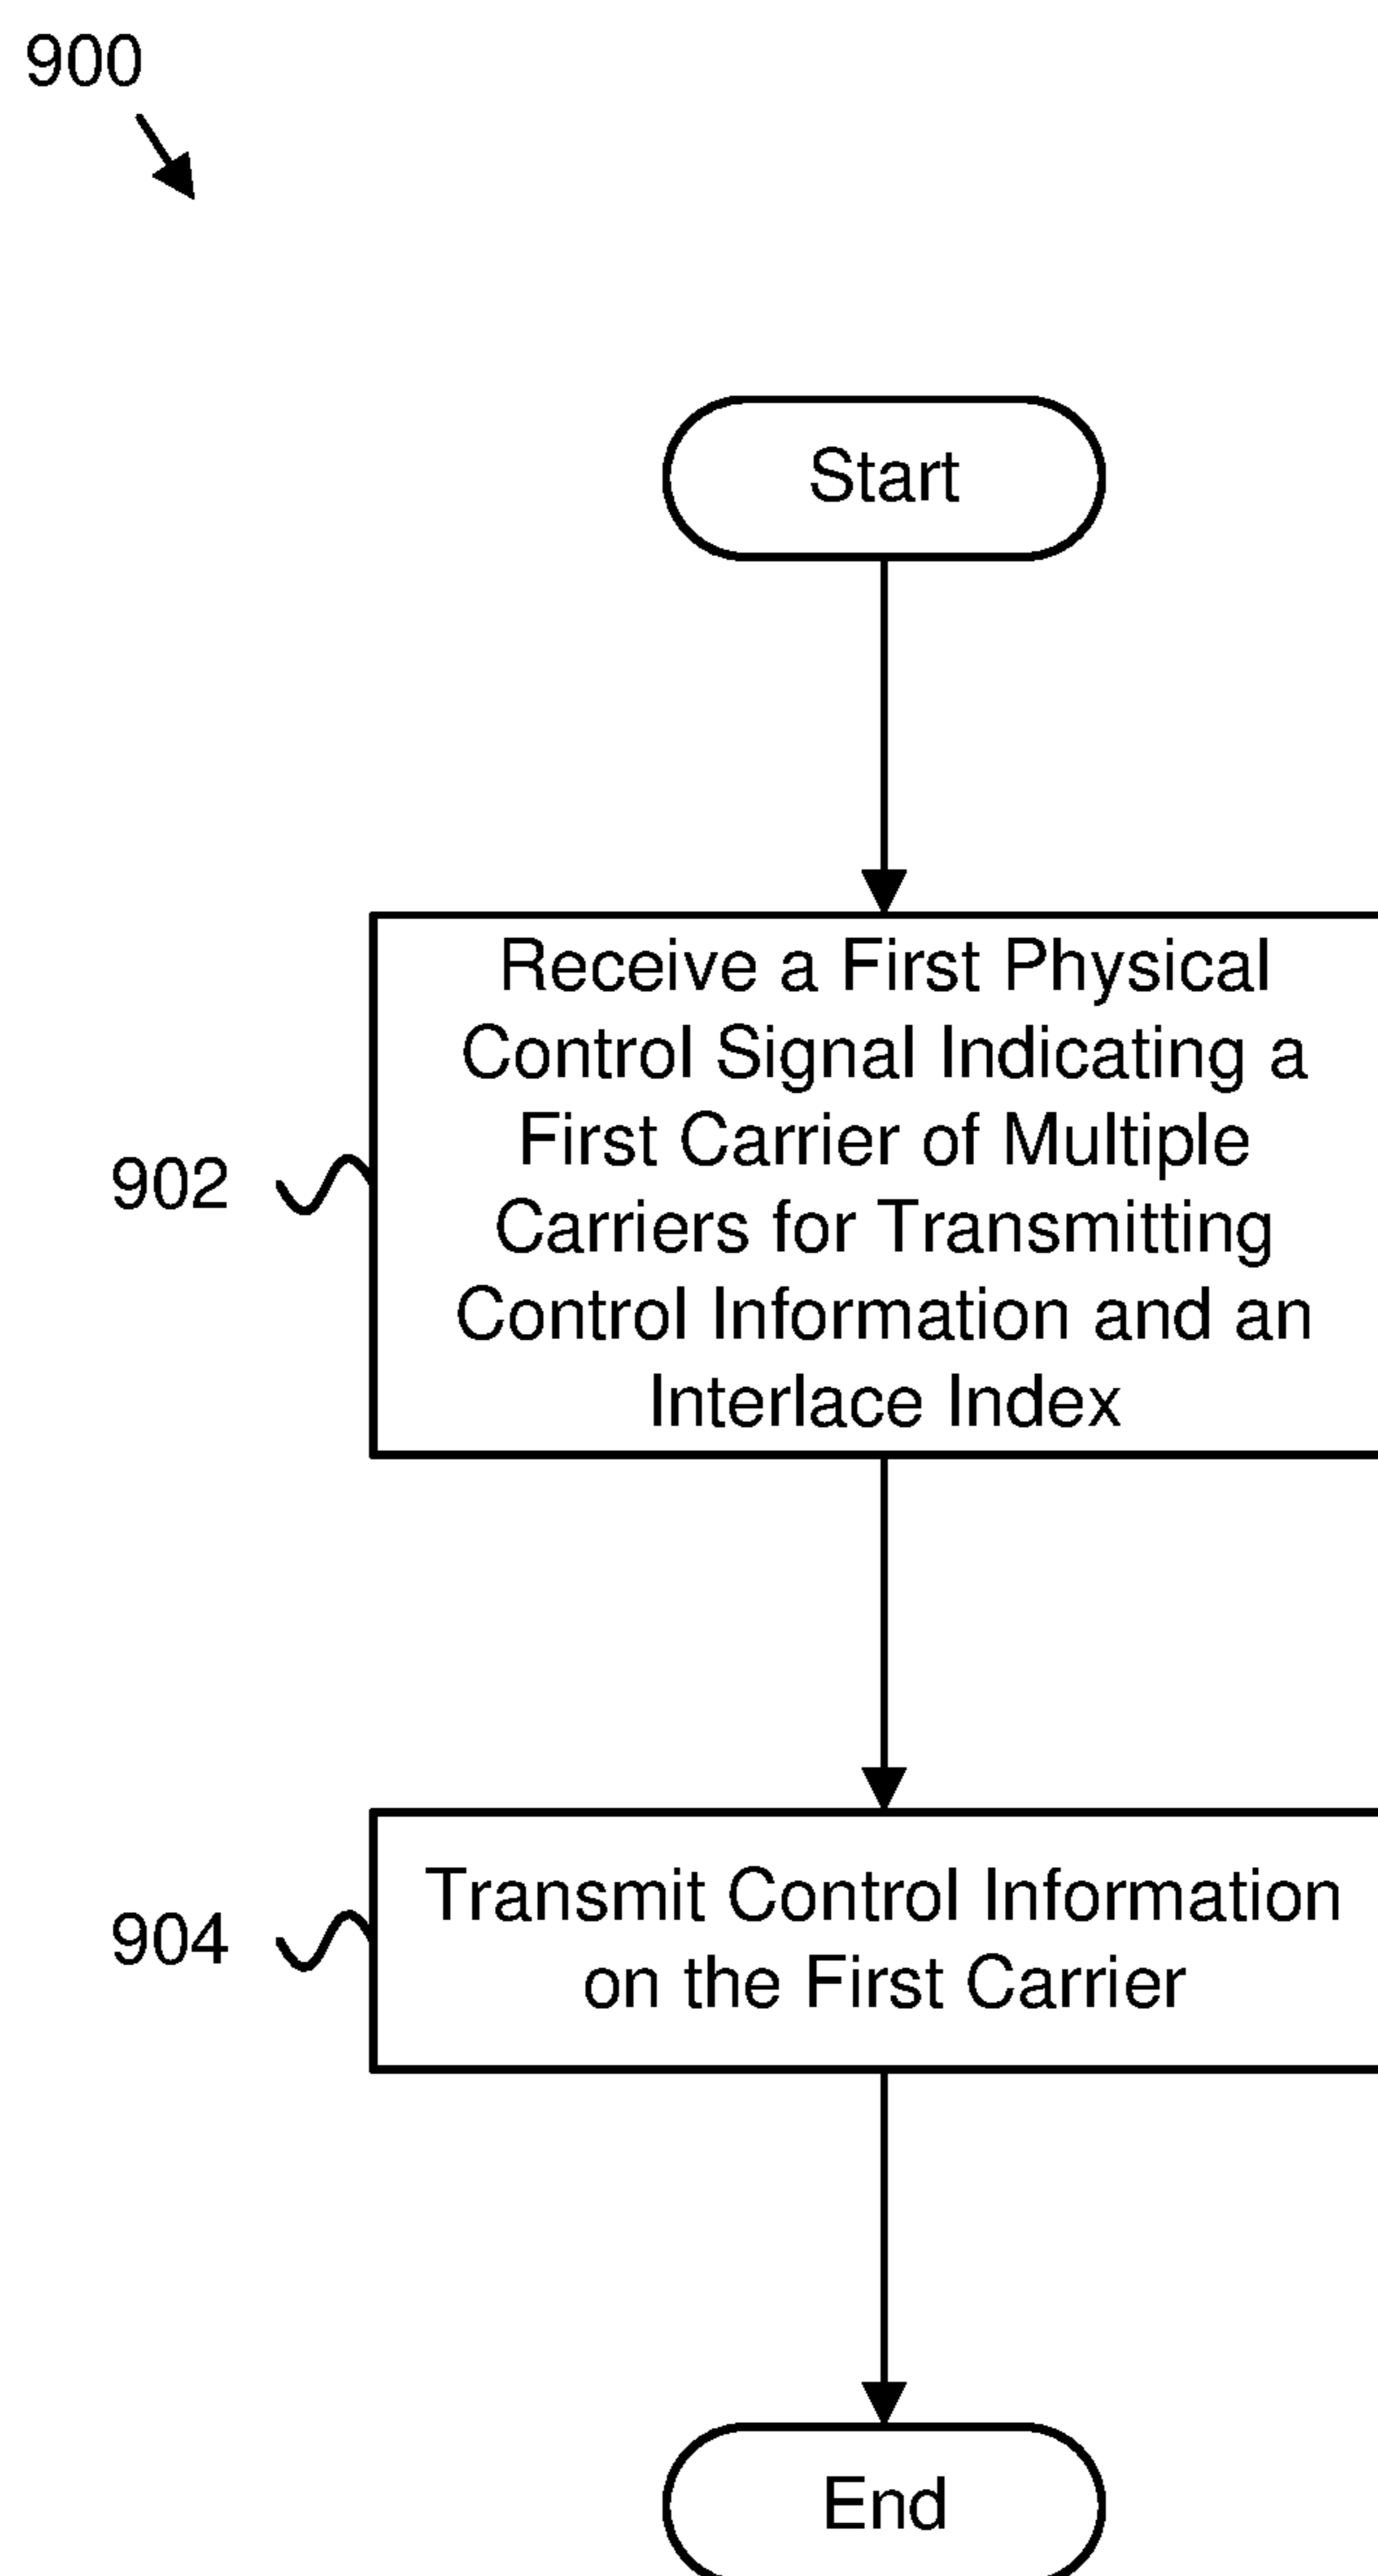 900
Start
902
Receive a First Physical
Control Signal Indicating a
First Carrier of Multiple
Carriers for Transmitting
Control Information and an
Interlace Index
904
Transmit Control Information
on the First Carrier
End